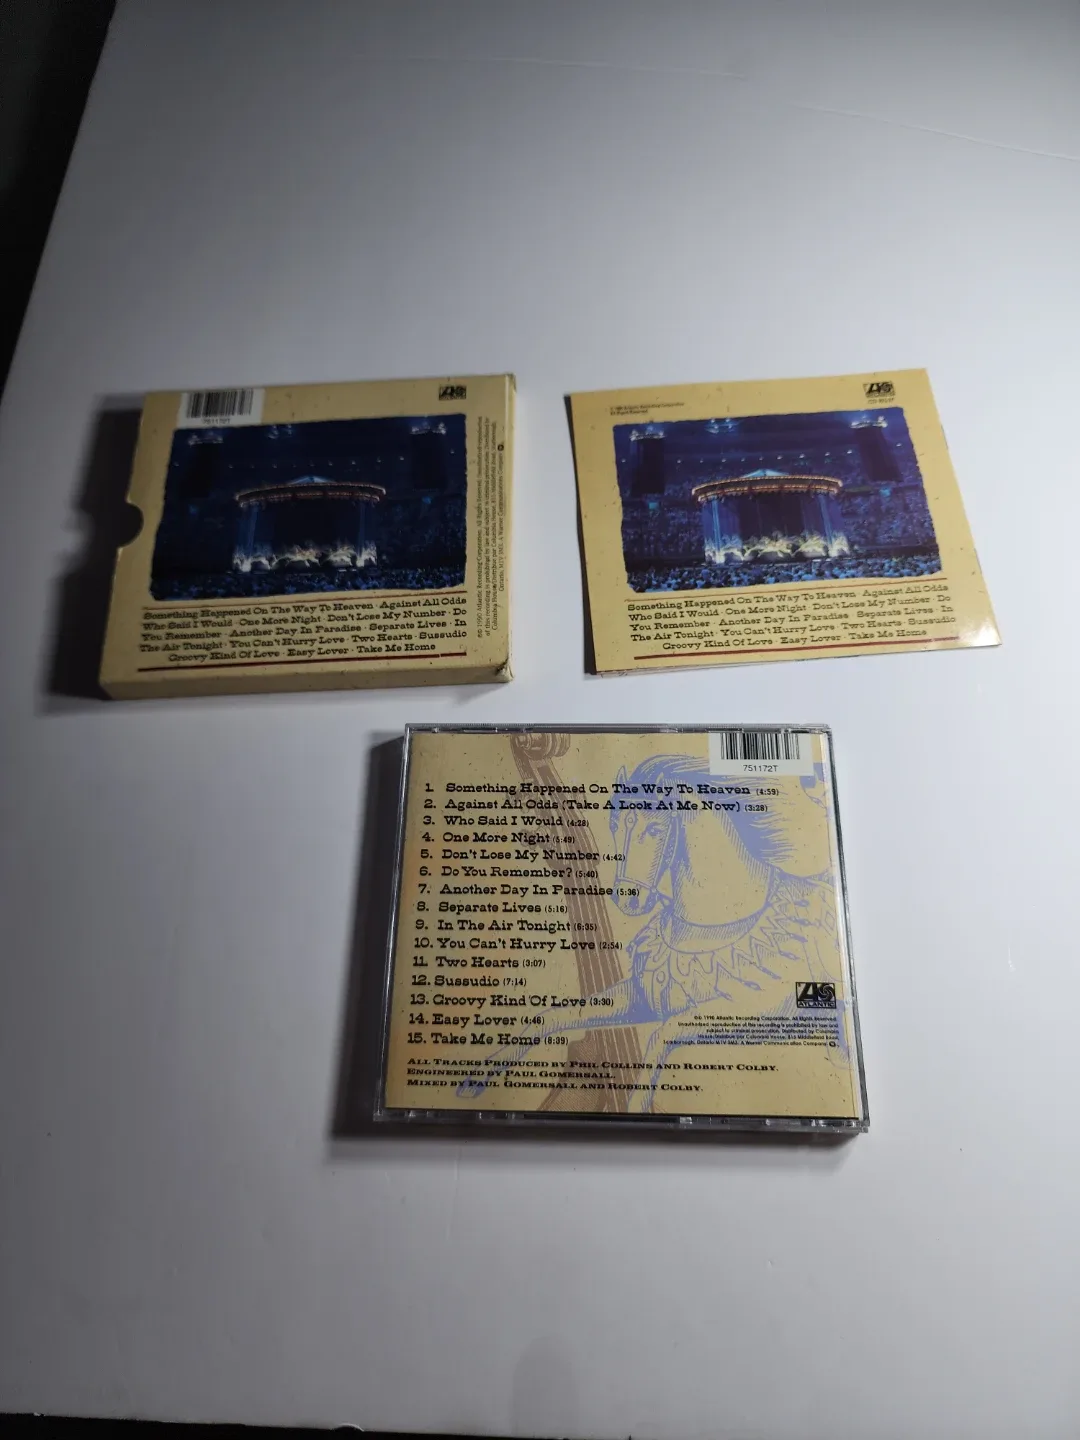 751172T
Something Happened On The Way To Heaven · Against All Odds
Who Said I Would · One More Night · Don't Lose My Number · Do
You Remember · Another Day In Paradise · Separate Lives · In
The Air Tonight · You Can't Hurry Love · Two Hearts · Sussudio
Groovy Kind Of Love · Easy Lover · Take Me Home
Something Happened On The Way To Heaven · Against All Odds
Who Said I Would · One More Night · Don't Lose My Number · Do
You Remember · Another Day In Paradise · Separate Lives · In
The Air Tonight · You Can't Hurry Love · Two Hearts · Sussudio
Groovy Kind Of Love · Easy Lover · Take Me Home
751172T
1. Something Happened On The Way To Heaven (4:59)
2. Against All Odds (Take A Look At Me Now) (3:28)
3. Who Said I Would (4:28)
4. One More Night (5:49)
5. Don't Lose My Number (4:42)
6. Do You Remember? (5:40)
7. Another Day In Paradise (5:36)
8. Separate Lives (5:16)
9. In The Air Tonight (6:35)
10. You Can't Hurry Love (2:54)
11. Two Hearts (3:07)
12. Sussudio (7:14)
13. Groovy Kind Of Love (3:30)
14. Easy Lover (4:46)
15. Take Me Home (8:39)
ATLANTIC
All Tracks Produced by Phil Collins and Robert Colby.
Engineered by Paul Gomersall.
Mixed by Paul Gomersall and Robert Colby.